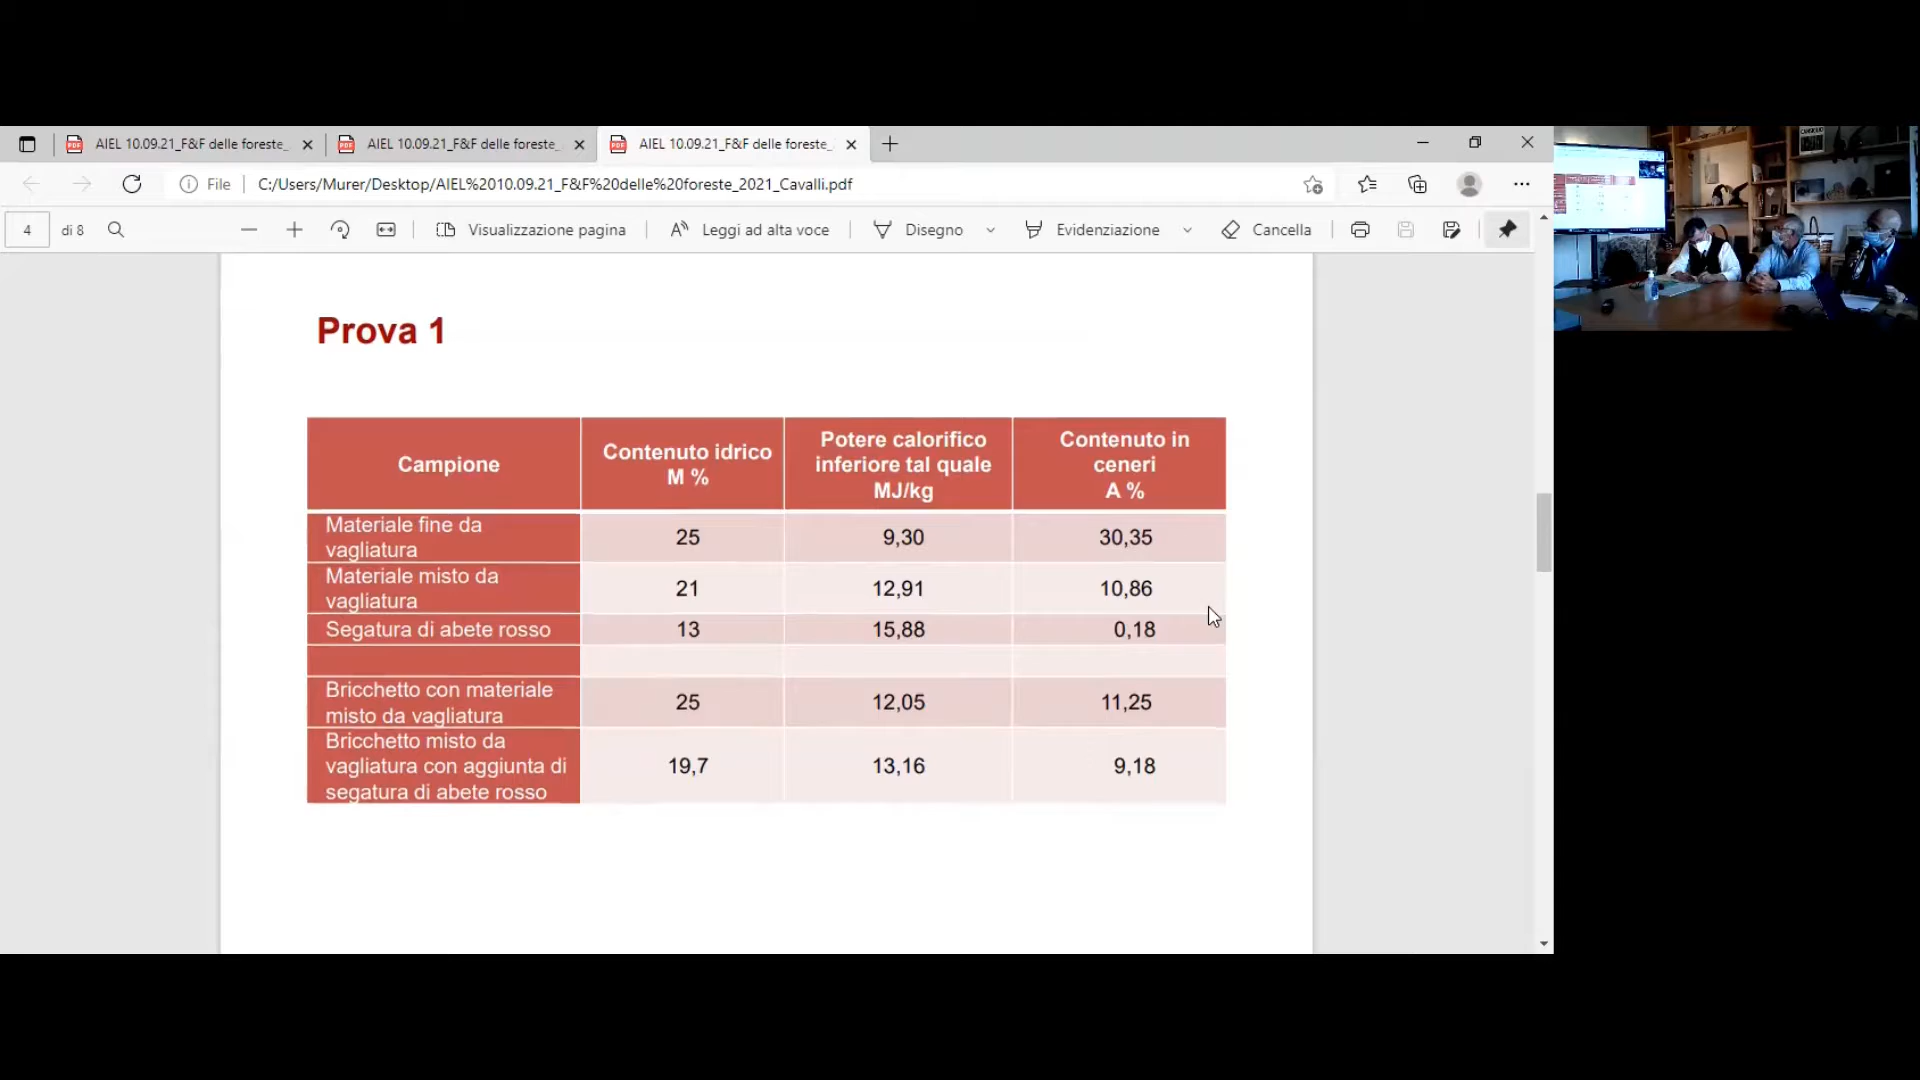 AIEL 10.09.21_F&F delle foreste_
AIEL 10.09.21_F&F delle foreste_
AIEL 10.09.21_F&F delle foreste_
File
C:/Users/Murer/Desktop/AIEL%2010.09.21_F&F%20delle%20foreste_2021_Cavalli.pdf
4 di 8
Visualizzazione pagina
Leggi ad alta voce
Disegno
Evidenziazione
Cancella
Prova 1
Campione
Contenuto idrico
M %
Potere calorifico
inferiore tal quale
MJ/kg
Contenuto in
ceneri
A %
Materiale fine da
vagliatura
25
9,30
30,35
Materiale misto da
vagliatura
21
12,91
10,86
Segatura di abete rosso
13
15,88
0,18
Bricchetto con materiale
misto da vagliatura
25
12,05
11,25
Bricchetto misto da
vagliatura con aggiunta di
segatura di abete rosso
19,7
13,16
9,18